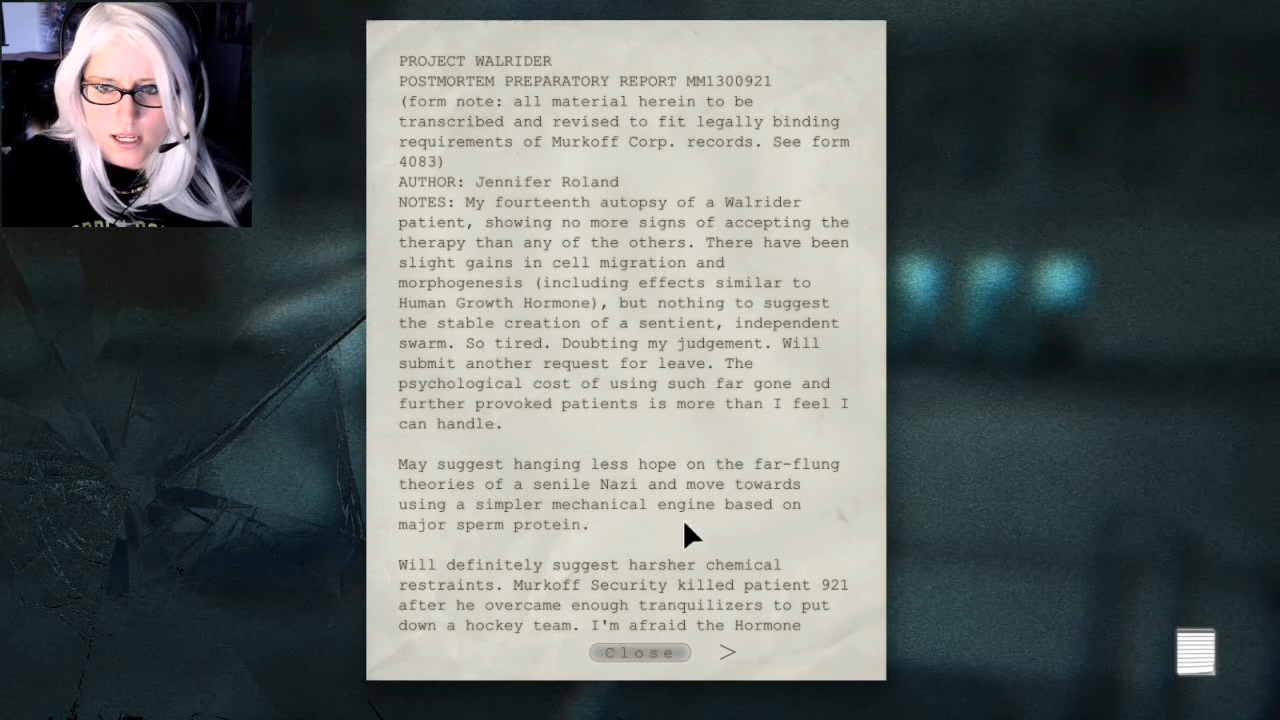 PROJECT WALRIDER
POSTMORTEM PREPARATORY REPORT MM1300921
(form note: all material herein to be
transcribed and revised to fit legally binding
requirements of Murkoff Corp. records. See form
4083)
AUTHOR: Jennifer Roland
NOTES: My fourteenth autopsy of a Walrider
patient, showing no more signs of accepting the
therapy than any of the others. There have been
slight gains in cell migration and
morphogenesis (including effects similar to
Human Growth Hormone), but nothing to suggest
the stable creation of a sentient, independent
swarm. So tired. Doubting my judgement. Will
submit another request for leave. The
psychological cost of using such far gone and
further provoked patients is more than I feel I
can handle.
May suggest hanging less hope on the far-flung
theories of a senile Nazi and move towards
using a simpler mechanical engine based on
major sperm protein.
Will definitely suggest harsher chemical
restraints. Murkoff Security killed patient 921
after he overcame enough tranquilizers to put
down a hockey team. I'm afraid the Hormone
Close >